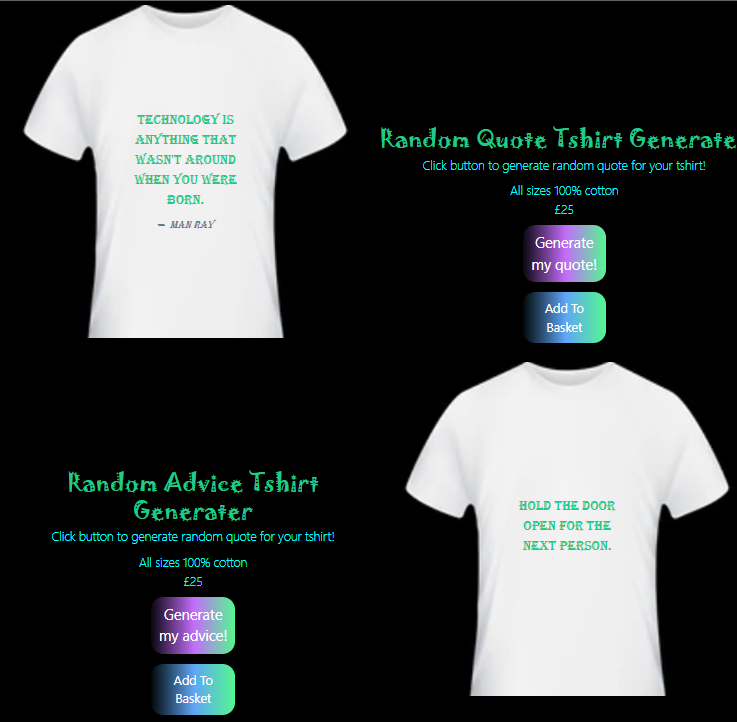 TECHNOLOGY IS
ANYTHING THAT
WASN'T AROUND
WHEN YOU WERE
BORN.
— MAN RAY
Random Quote Tshirt Generate
Click button to generate random quote for your tshirt!
All sizes 100% cotton
£25
Generate
my quote!
Add To
Basket
Random Advice Tshirt
Generater
Click button to generate random quote for your tshirt!
All sizes 100% cotton
£25
Generate
my advice!
Add To
Basket
HOLD THE DOOR
OPEN FOR THE
NEXT PERSON.